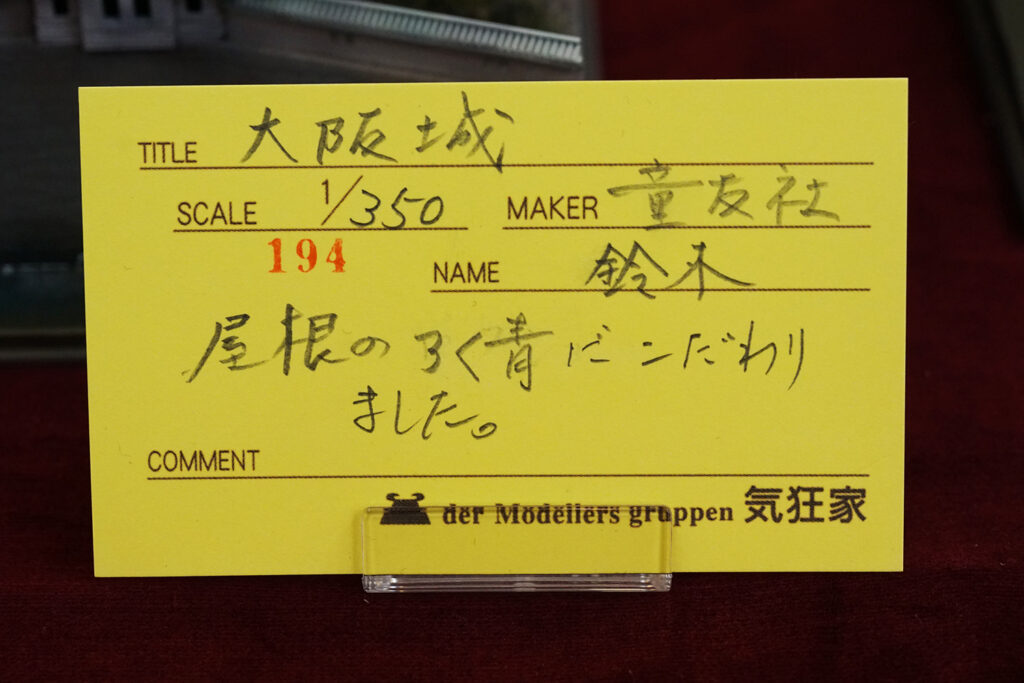 TITLE 大阪城
SCALE 1/350 MAKER 童友社
194
NAME 鈴木
屋根のろく青にこだわり
ました。
COMMENT
der Modellers gruppen 気狂家